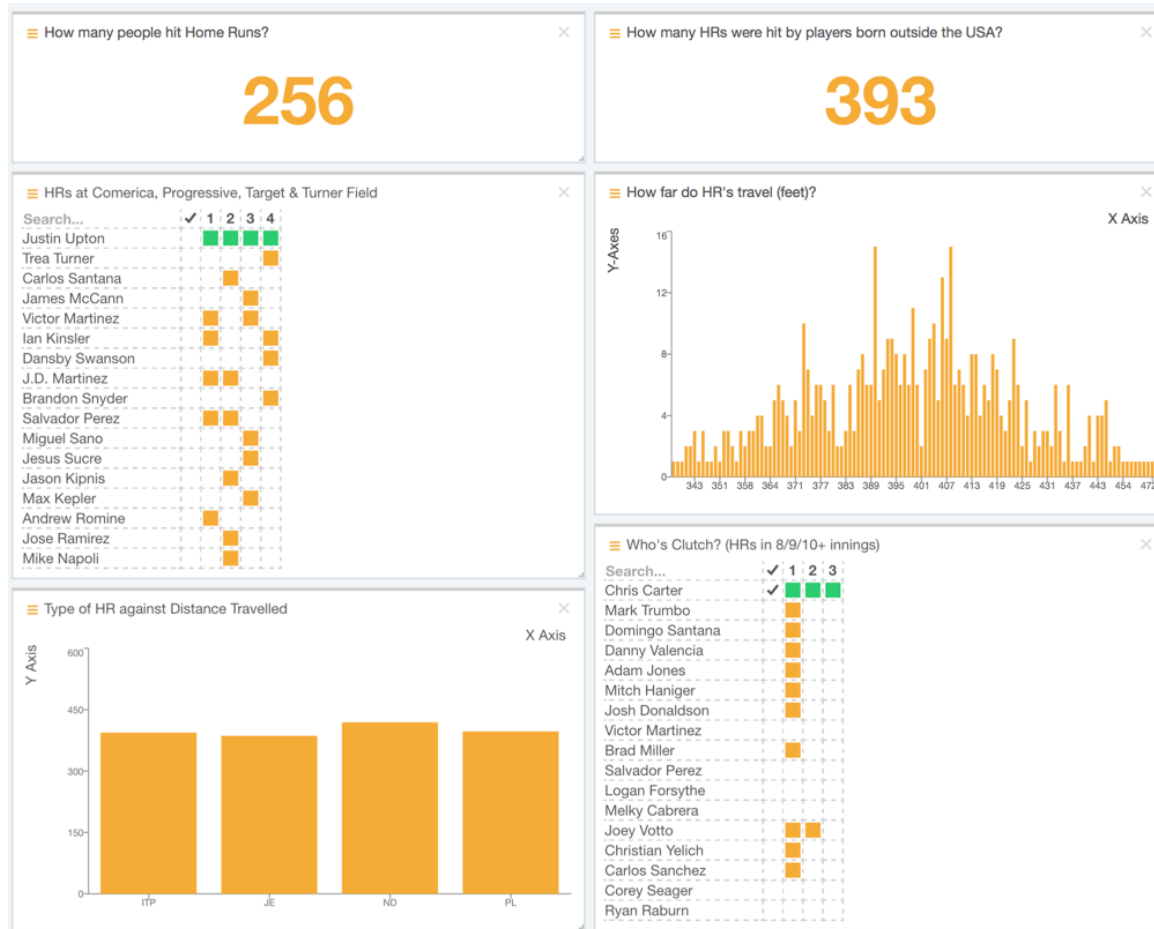 How many people hit Home Runs?
256
How many HRs were hit by players born outside the USA?
393
HRs at Comerica, Progressive, Target & Turner Field
Search... ✓ 1 2 3 4
Justin Upton
Trea Turner
Carlos Santana
James McCann
Victor Martinez
Ian Kinsler
Dansby Swanson
J.D. Martinez
Brandon Snyder
Salvador Perez
Miguel Sano
Jesus Sucre
Jason Kipnis
Max Kepler
Andrew Romine
Jose Ramirez
Mike Napoli
How far do HR's travel (feet)?
X Axis
Y-Axes
16
12
8
4
0
343 351 358 364 371 377 383 389 395 401 407 413 419 425 431 437 443 454 472
Type of HR against Distance Travelled
X Axis
Y Axis
600
450
300
150
0
ITP JE ND PL
Who's Clutch? (HRs in 8/9/10+ innings)
Search... ✓ 1 2 3
Chris Carter ✓
Mark Trumbo
Domingo Santana
Danny Valencia
Adam Jones
Mitch Haniger
Josh Donaldson
Victor Martinez
Brad Miller
Salvador Perez
Logan Forsythe
Melky Cabrera
Joey Votto
Christian Yelich
Carlos Sanchez
Corey Seager
Ryan Raburn